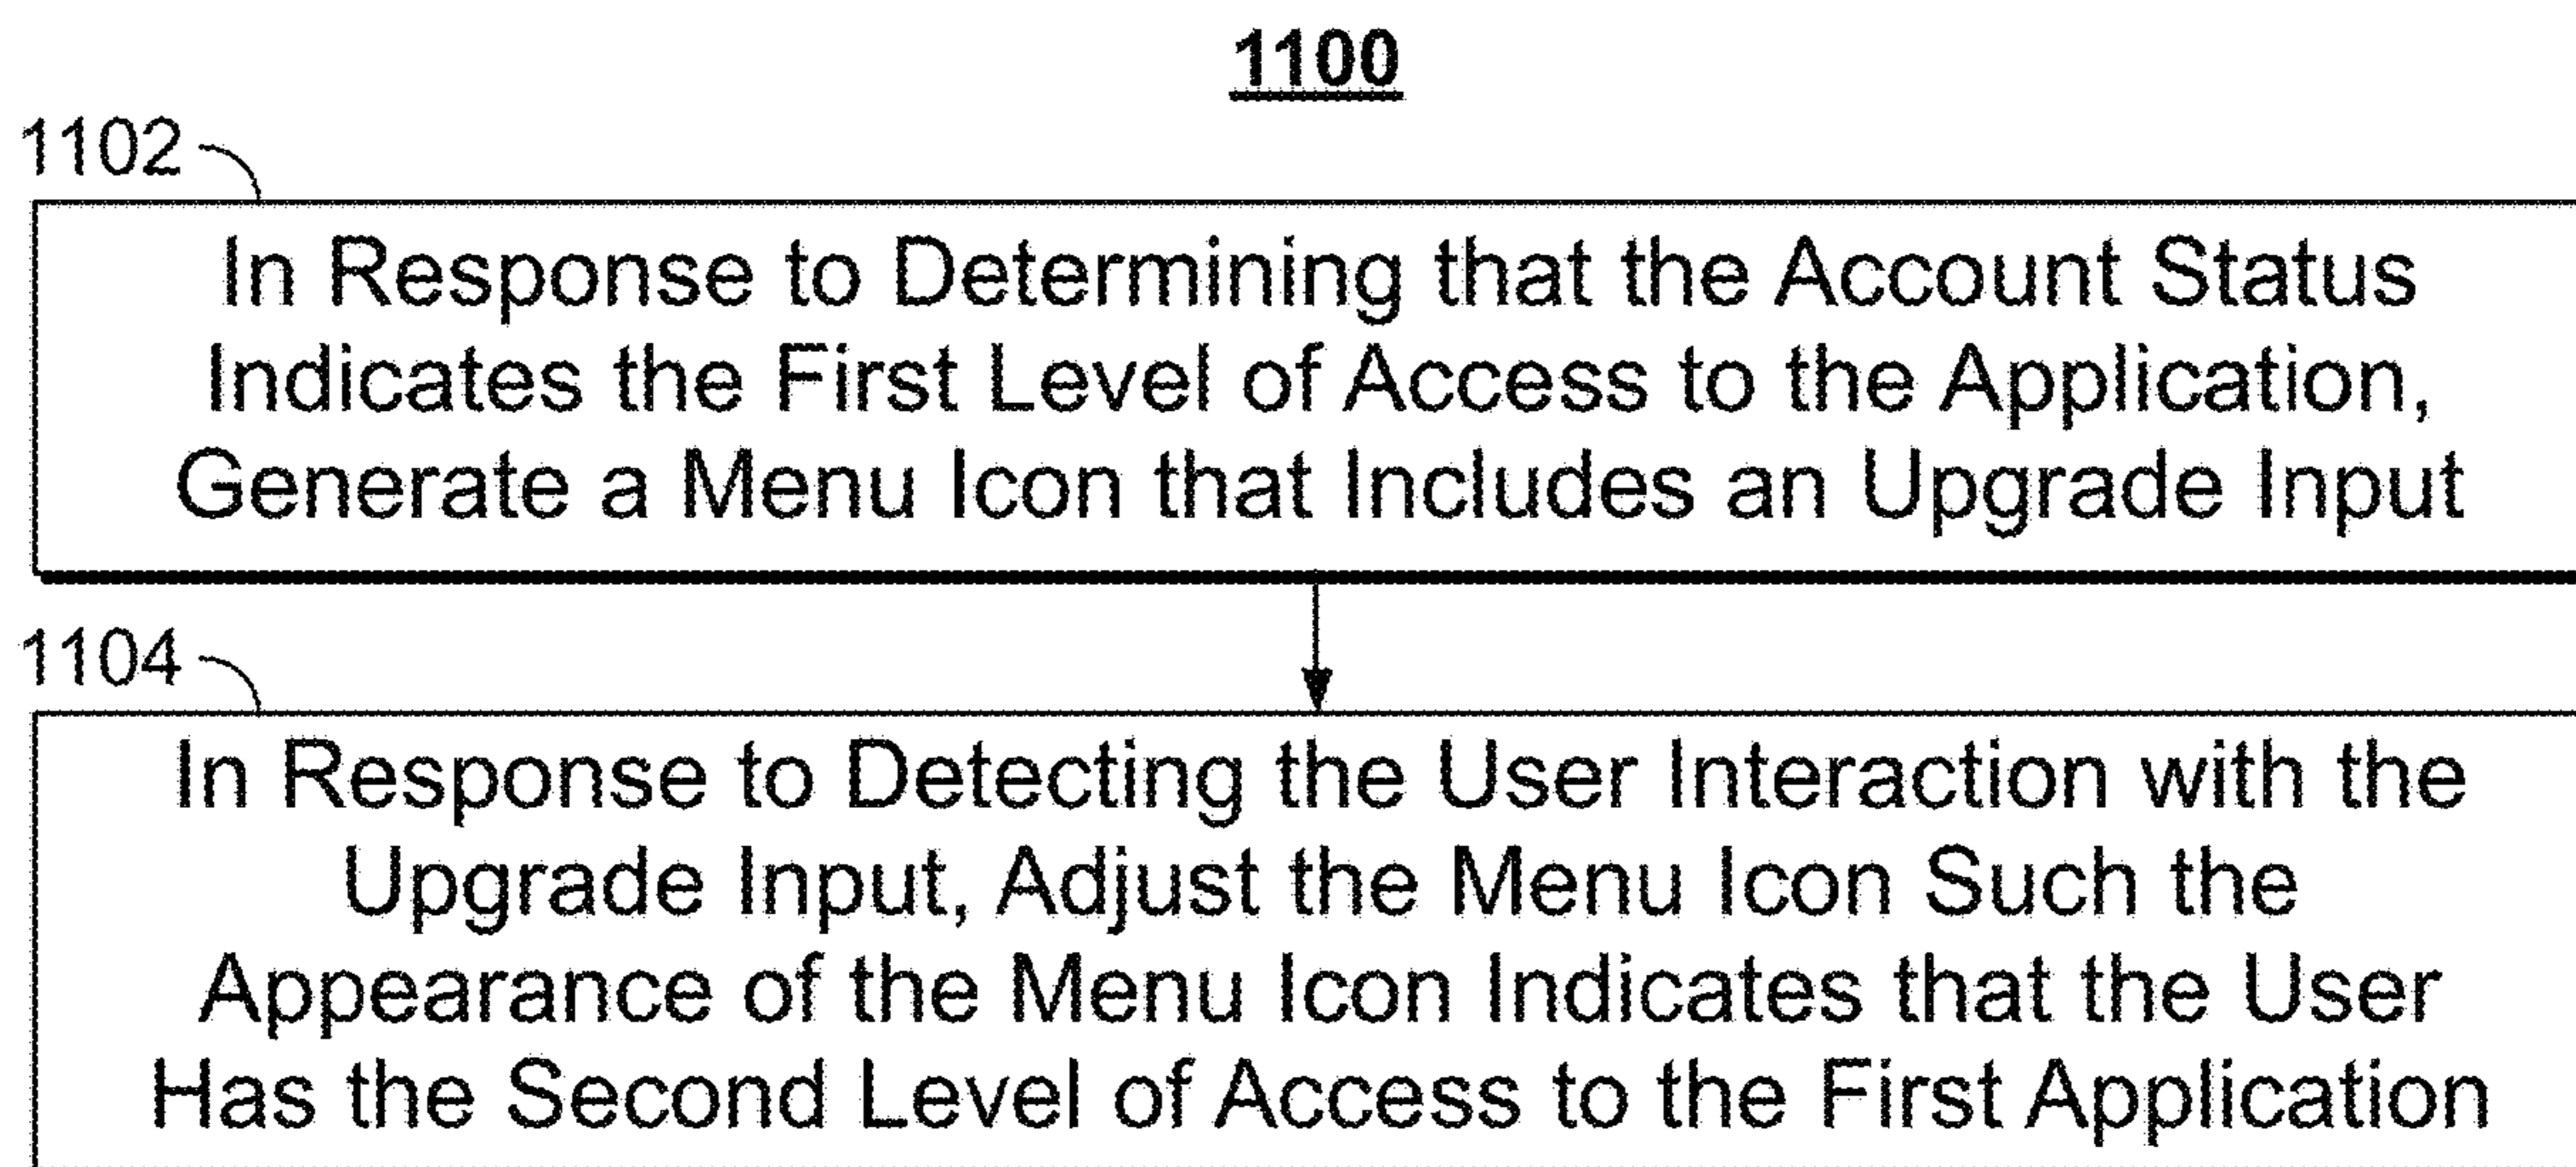 1100
1102
In Response to Determining that the Account Status
Indicates the First Level of Access to the Application,
Generate a Menu Icon that Includes an Upgrade Input
1104
In Response to Detecting the User Interaction with the
Upgrade Input, Adjust the Menu Icon Such the
Appearance of the Menu Icon Indicates that the User
Has the Second Level of Access to the First Application